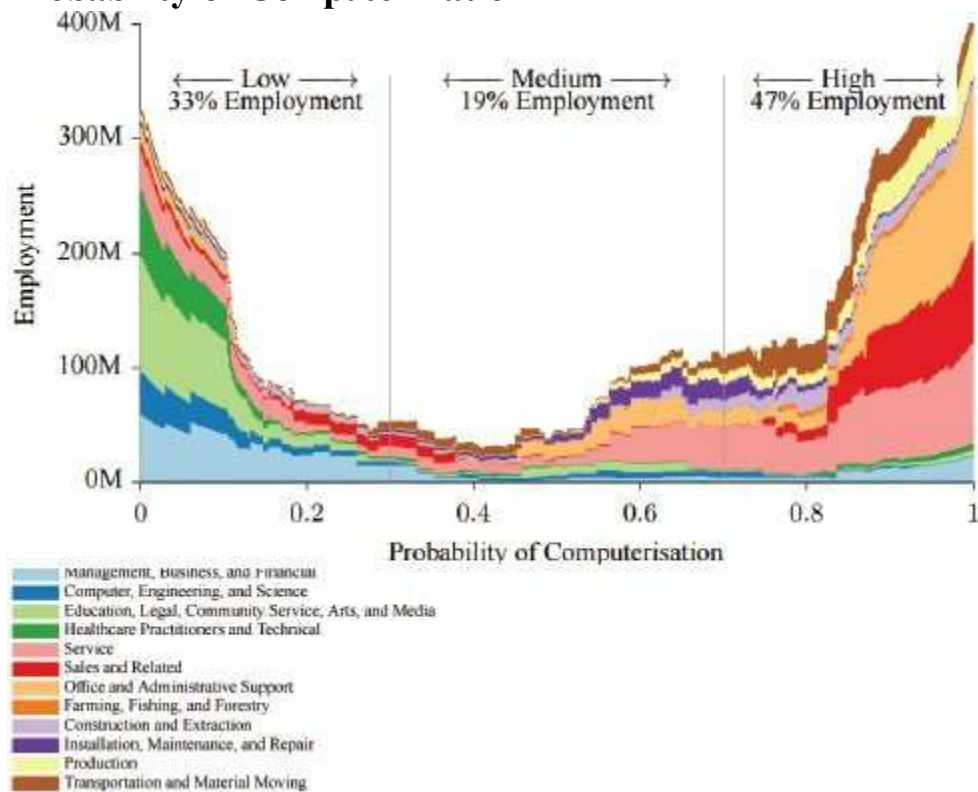 Probability of Computerisation
400M
Low
Medium
High
33% Employment
19% Employment
47% Employment
300M
Employment
200M
100M
0M
0
0.2
0.4
0.6
0.8
1
Probability of Computerisation
Management, Business, and Financial
Computer, Engineering, and Science
Education, Legal, Community Service, Arts, and Media
Healthcare Practitioners and Technical
Service
Sales and Related
Office and Administrative Support
Farming, Fishing, and Forestry
Construction and Extraction
Installation, Maintenance, and Repair
Production
Transportation and Material Moving